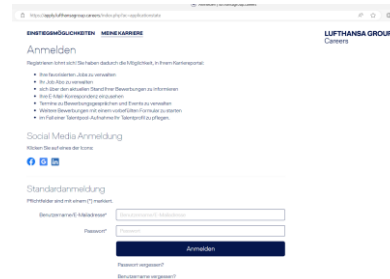 EINSTIEGSMÖGLICHKEITEN MEINE KARRIERE
LUFTHANSA GROUP
Careers
Anmelden
Registrieren lohnt sich! Sie haben dadurch die Möglichkeit, in Ihrem Karriereportal:
Ihre favorisierten Jobs zu verwalten
Ihr Job Abo zu verwalten
sich über den aktuellen Stand Ihrer Bewerbungen zu informieren
Ihre E-Mail-Korrespondenz einzusehen
Termine zu Bewerbungsgesprächen und Events zu verwalten
Weitere Bewerbungen mit einem vorbefüllten Formular zu starten
im Fall einer Talentpool-Aufnahme Ihr Talentprofil zu pflegen.
Social Media Anmeldung
Klicken Sie auf eines der Icons:
Standardanmeldung
Pflichtfelder sind mit einem (*) markiert.
Benutzername/E-Mailadresse* Benutzername/E-Mailadresse
Passwort* Passwort
Anmelden
Passwort vergessen?
Benutzername vergessen?